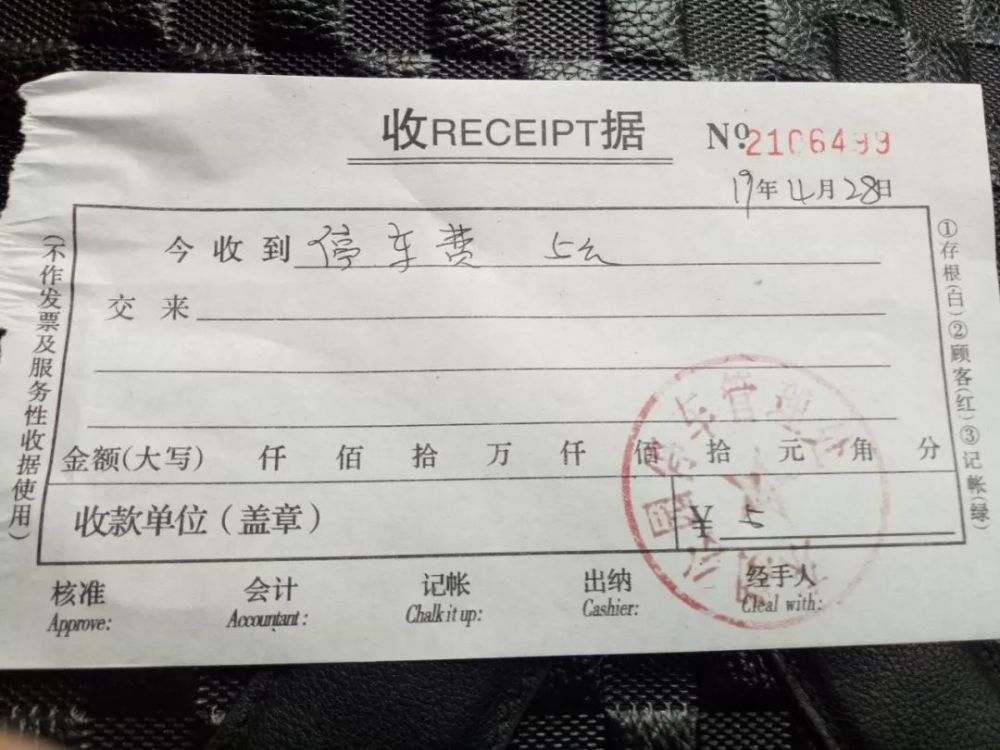 收RECEIPT据
№2106499
19年4月28日
今收到停车费 5元
交来
金额(大写) 仟 佰 拾 万 仟 佰 拾 元 角 分
收款单位(盖章) ¥ 5
核准 会计 记帐 出纳 经手人
Approve: Accountant: Chalk it up: Cashier: Cleal with:
(不作发票及服务性收据使用)
①存根(白)②顾客(红)③记帐(绿)
车管理